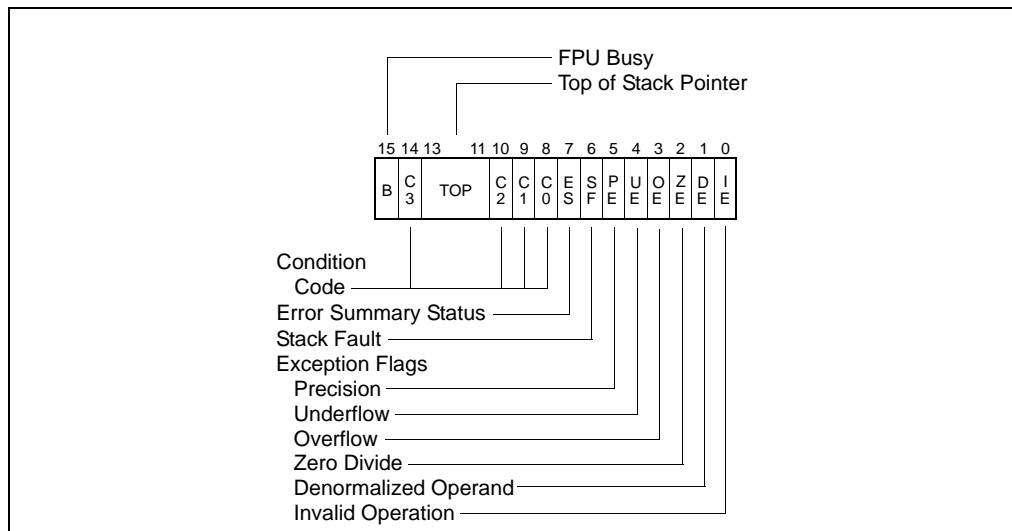 FPU Busy
Top of Stack Pointer
15 14 13 11 10 9 8 7 6 5 4 3 2 1 0
B C3 TOP C2 C1 C0 ES SF PE UE OE ZE DE IE
Condition
Code
Error Summary Status
Stack Fault
Exception Flags
Precision
Underflow
Overflow
Zero Divide
Denormalized Operand
Invalid Operation